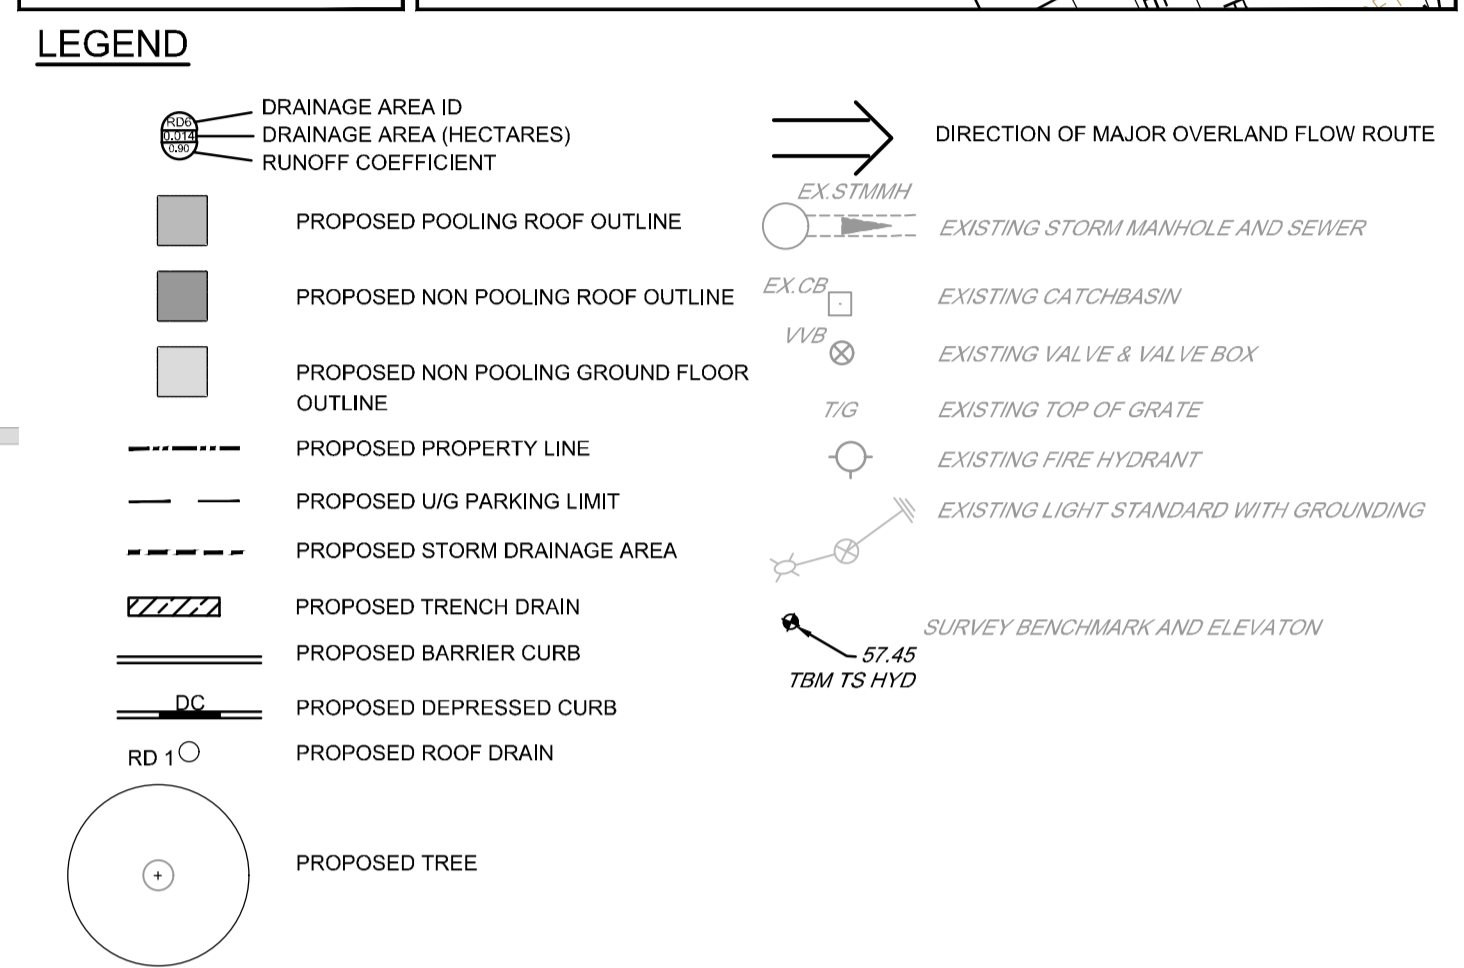 LEGEND
RD6
0.014
0.90
DRAINAGE AREA ID
DRAINAGE AREA (HECTARES)
RUNOFF COEFFICIENT
PROPOSED POOLING ROOF OUTLINE
PROPOSED NON POOLING ROOF OUTLINE
PROPOSED NON POOLING GROUND FLOOR
OUTLINE
PROPOSED PROPERTY LINE
PROPOSED U/G PARKING LIMIT
PROPOSED STORM DRAINAGE AREA
PROPOSED TRENCH DRAIN
PROPOSED BARRIER CURB
DC
PROPOSED DEPRESSED CURB
RD 1
PROPOSED ROOF DRAIN
PROPOSED TREE
DIRECTION OF MAJOR OVERLAND FLOW ROUTE
EX.STMMH
EXISTING STORM MANHOLE AND SEWER
EX.CB
EXISTING CATCHBASIN
VVB
EXISTING VALVE & VALVE BOX
T/G
EXISTING TOP OF GRATE
EXISTING FIRE HYDRANT
EXISTING LIGHT STANDARD WITH GROUNDING
SURVEY BENCHMARK AND ELEVATON
57.45
TBM TS HYD